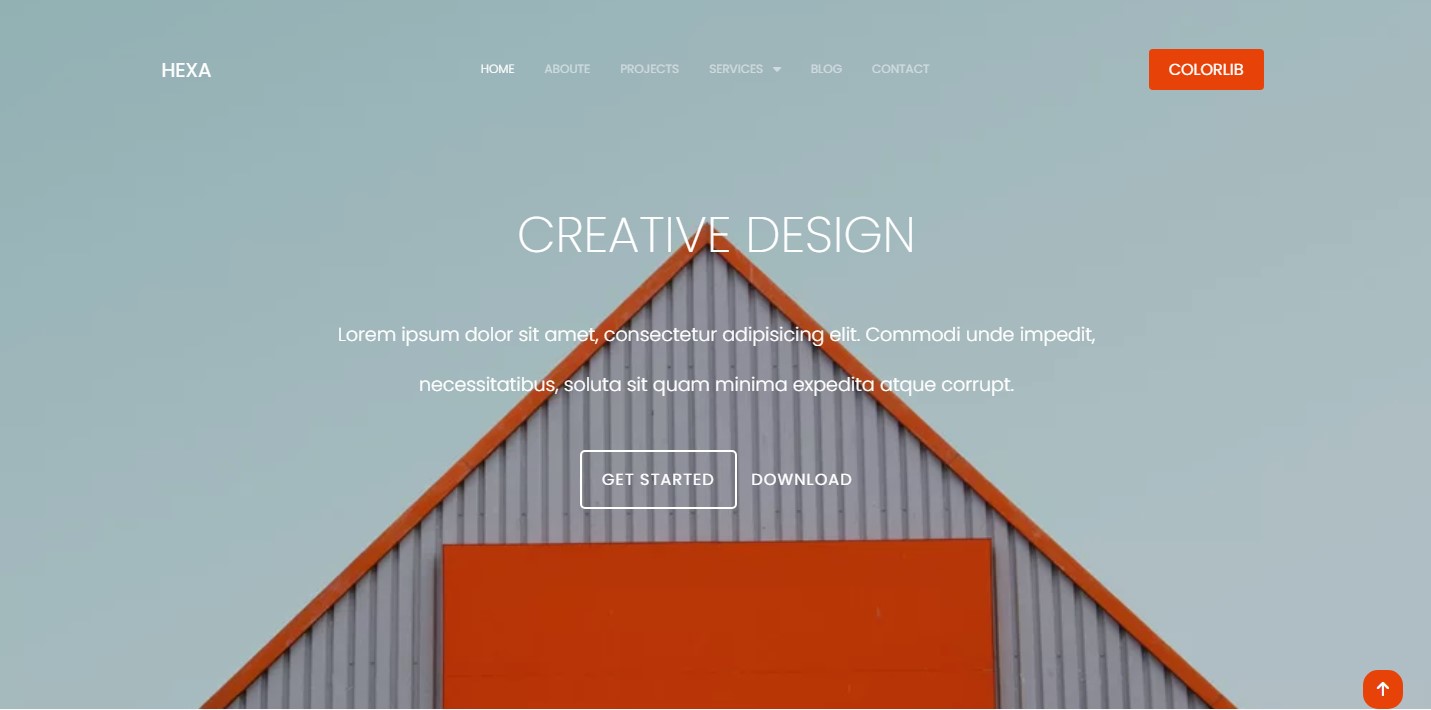 HEXA
HOME ABOUTE PROJECTS SERVICES BLOG CONTACT
COLORLIB
CREATIVE DESIGN
Lorem ipsum dolor sit amet, consectetur adipisicing elit. Commodi unde impedit,
necessitatibus, soluta sit quam minima expedita atque corrupt.
GET STARTED DOWNLOAD